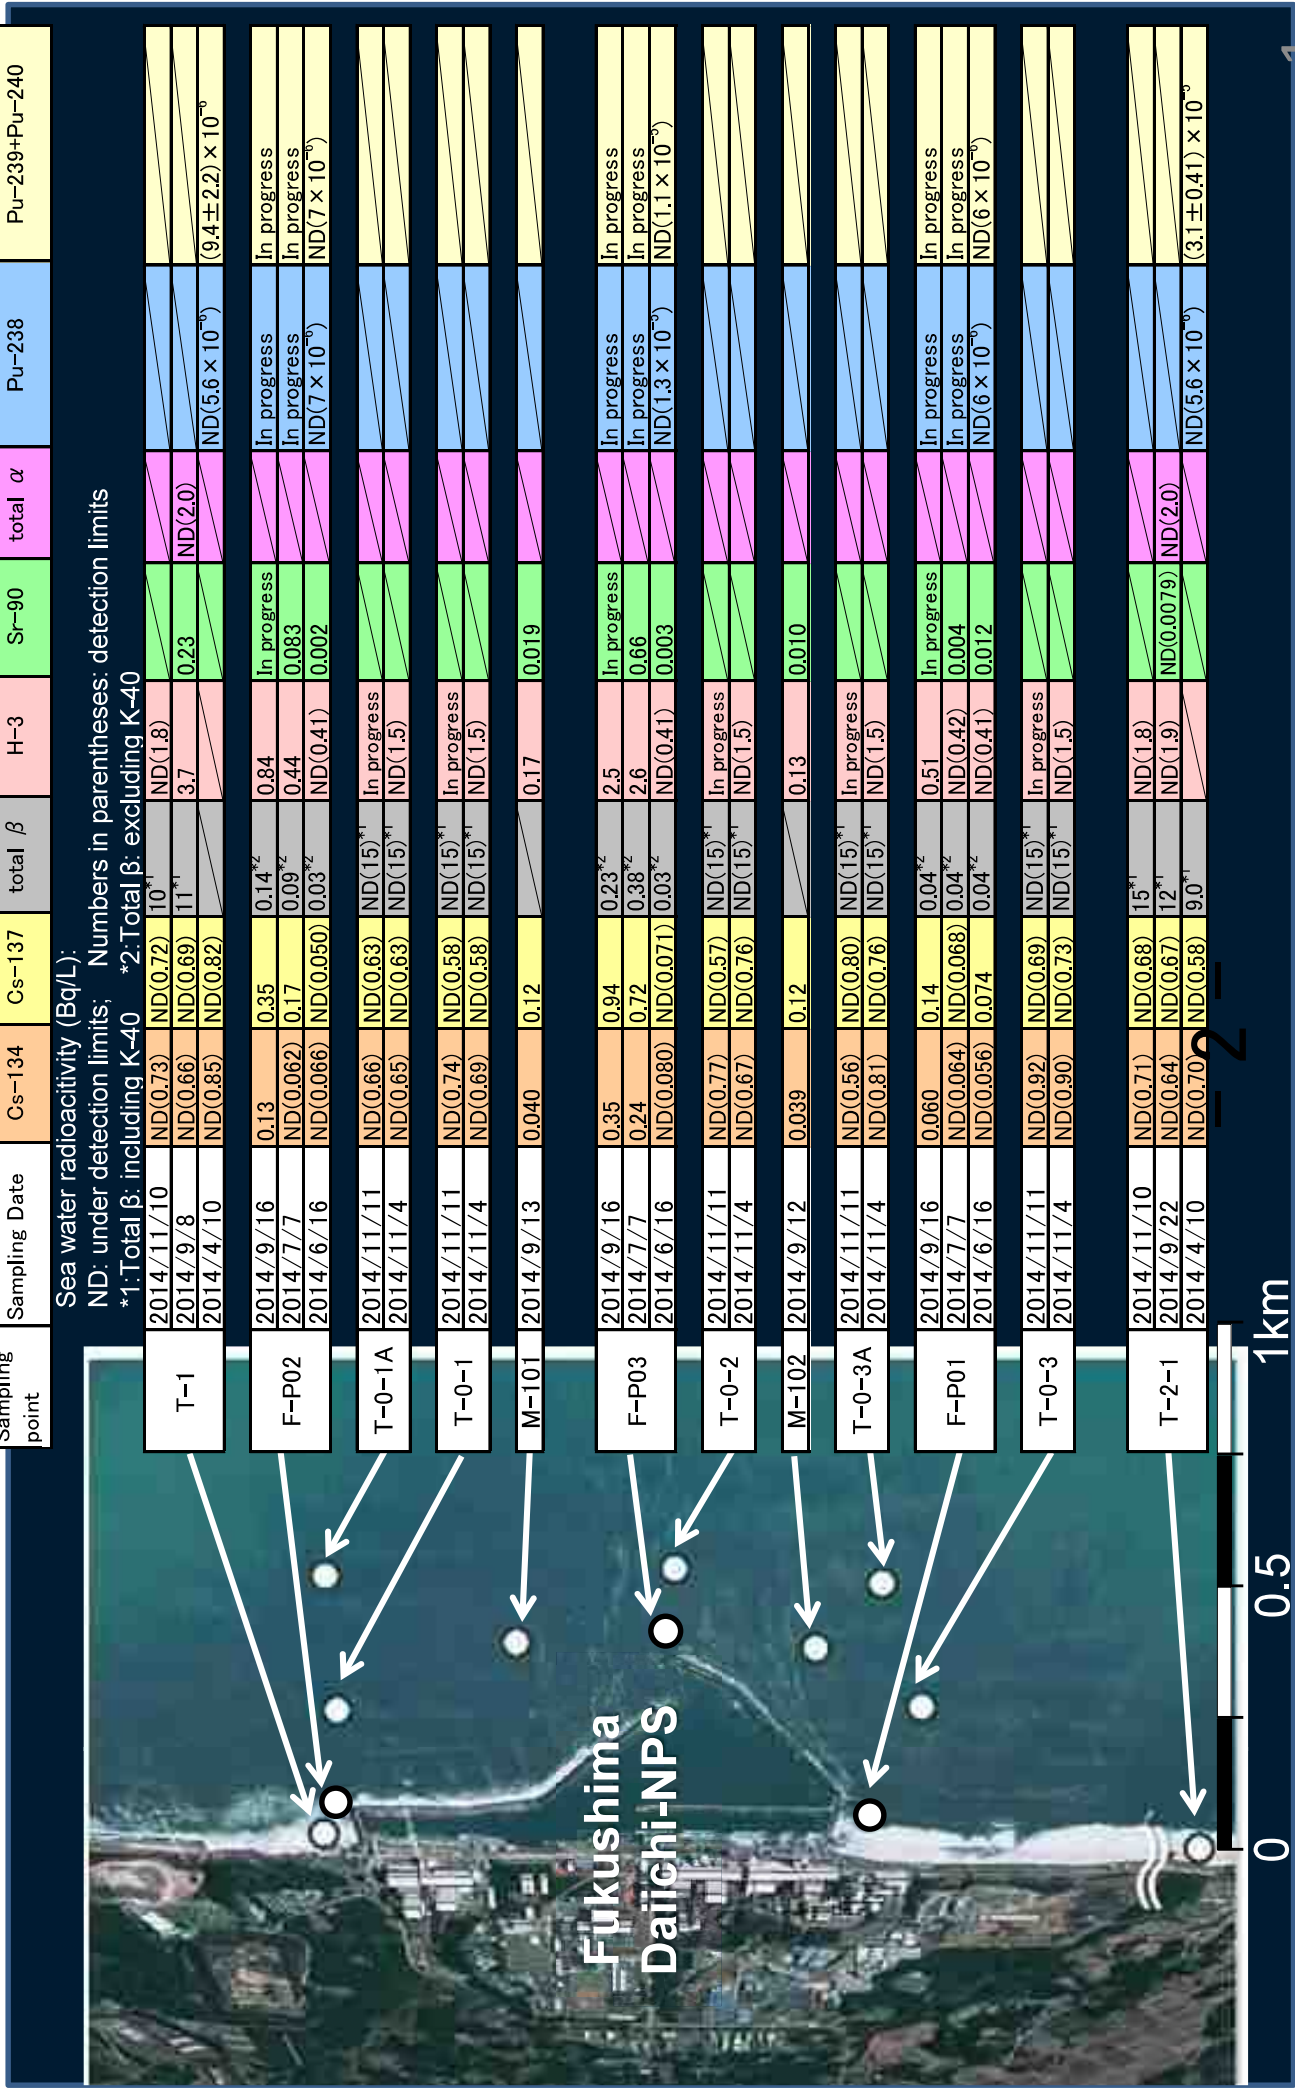 Sampling point Sampling Date Cs-134 Cs-137 total β H-3 Sr-90 total α Pu-238 Pu-239+Pu-240
Sea water radioacitivity (Bq/L):
ND: under detection limits; Numbers in parentheses: detection limits
*1:Total β: including K-40 *2:Total β: excluding K-40
T-1
2014/11/10 ND(0.73) ND(0.72) 10*1 ND(1.8)
2014/9/8 ND(0.66) ND(0.69) 11*1 3.7 0.23 ND(2.0)
2014/4/10 ND(0.85) ND(0.82) ND(5.6×10-6) (9.4±2.2)×10-6
F-P02
2014/9/16 0.13 0.35 0.14*2 0.84 In progress In progress In progress
2014/7/7 ND(0.062) 0.17 0.09*2 0.44 0.083 In progress In progress
2014/6/16 ND(0.066) ND(0.050) 0.03*2 ND(0.41) 0.002 ND(7×10-6) ND(7×10-6)
T-0-1A
2014/11/11 ND(0.66) ND(0.63) ND(15)*1 In progress
2014/11/4 ND(0.65) ND(0.63) ND(15)*1 ND(1.5)
T-0-1
2014/11/11 ND(0.74) ND(0.58) ND(15)*1 In progress
2014/11/4 ND(0.69) ND(0.58) ND(15)*1 ND(1.5)
M-101 2014/9/13 0.040 0.12 0.17 0.019
F-P03
2014/9/16 0.35 0.94 0.23*2 2.5 In progress In progress In progress
2014/7/7 0.24 0.72 0.38*2 2.6 0.66 In progress In progress
2014/6/16 ND(0.080) ND(0.071) 0.03*2 ND(0.41) 0.003 ND(1.3×10-5) ND(1.1×10-5)
T-0-2
2014/11/11 ND(0.77) ND(0.57) ND(15)*1 In progress
2014/11/4 ND(0.67) ND(0.76) ND(15)*1 ND(1.5)
M-102 2014/9/12 0.039 0.12 0.13 0.010
T-0-3A
2014/11/11 ND(0.56) ND(0.80) ND(15)*1 In progress
2014/11/4 ND(0.81) ND(0.76) ND(15)*1 ND(1.5)
F-P01
2014/9/16 0.060 0.14 0.04*2 0.51 In progress In progress In progress
2014/7/7 ND(0.064) ND(0.068) 0.04*2 ND(0.42) 0.004 In progress In progress
2014/6/16 ND(0.056) 0.074 0.04*2 ND(0.41) 0.012 ND(6×10-6) ND(6×10-6)
T-0-3
2014/11/11 ND(0.92) ND(0.69) ND(15)*1 In progress
2014/11/4 ND(0.90) ND(0.73) ND(15)*1 ND(1.5)
T-2-1
2014/11/10 ND(0.71) ND(0.68) 15*1 ND(1.8)
2014/9/22 ND(0.64) ND(0.67) 12*1 ND(1.9) ND(0.0079) ND(2.0)
2014/4/10 ND(0.70) ND(0.58) 9.0*1 ND(5.6×10-6) (3.1±0.41)×10-5
Fukushima
Daiichi-NPS
0 0.5 1km
- 2 -
1